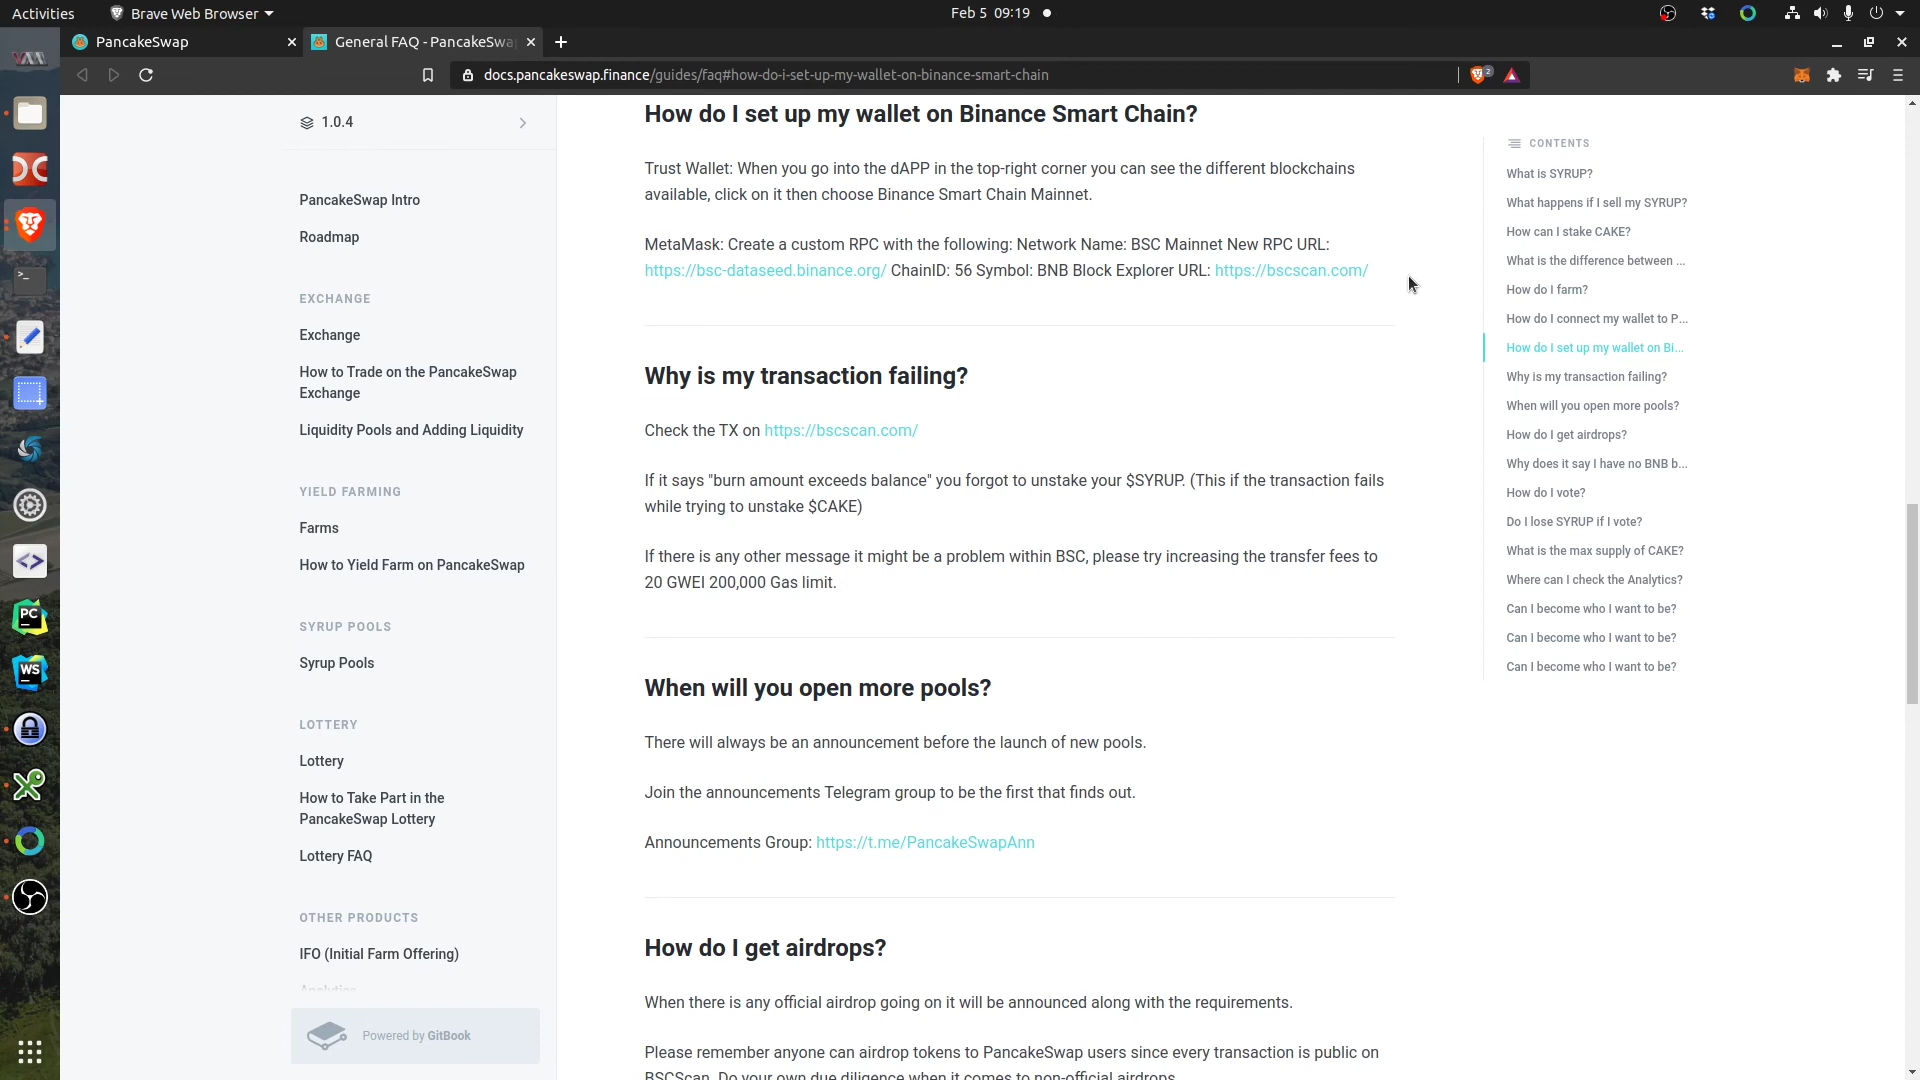 Activities
Brave Web Browser
Feb 5 09:19
PancakeSwap
General FAQ - PancakeSwa
docs.pancakeswap.finance/guides/faq#how-do-i-set-up-my-wallet-on-binance-smart-chain
2
>_
PC
WS
1.0.4
PancakeSwap Intro
Roadmap
EXCHANGE
Exchange
How to Trade on the PancakeSwap
Exchange
Liquidity Pools and Adding Liquidity
YIELD FARMING
Farms
How to Yield Farm on PancakeSwap
SYRUP POOLS
Syrup Pools
LOTTERY
Lottery
How to Take Part in the
PancakeSwap Lottery
Lottery FAQ
OTHER PRODUCTS
IFO (Initial Farm Offering)
Analytics
Powered by GitBook
How do I set up my wallet on Binance Smart Chain?
Trust Wallet: When you go into the dAPP in the top-right corner you can see the different blockchains
available, click on it then choose Binance Smart Chain Mainnet.
MetaMask: Create a custom RPC with the following: Network Name: BSC Mainnet New RPC URL:
https://bsc-dataseed.binance.org/ ChainID: 56 Symbol: BNB Block Explorer URL: https://bscscan.com/
Why is my transaction failing?
Check the TX on https://bscscan.com/
If it says "burn amount exceeds balance" you forgot to unstake your $SYRUP. (This if the transaction fails
while trying to unstake $CAKE)
If there is any other message it might be a problem within BSC, please try increasing the transfer fees to
20 GWEI 200,000 Gas limit.
When will you open more pools?
There will always be an announcement before the launch of new pools.
Join the announcements Telegram group to be the first that finds out.
Announcements Group: https://t.me/PancakeSwapAnn
How do I get airdrops?
When there is any official airdrop going on it will be announced along with the requirements.
Please remember anyone can airdrop tokens to PancakeSwap users since every transaction is public on
BSCScan. Do your own due diligence when it comes to non-official airdrops.
CONTENTS
What is SYRUP?
What happens if I sell my SYRUP?
How can I stake CAKE?
What is the difference between ...
How do I farm?
How do I connect my wallet to P...
How do I set up my wallet on Bi...
Why is my transaction failing?
When will you open more pools?
How do I get airdrops?
Why does it say I have no BNB b...
How do I vote?
Do I lose SYRUP if I vote?
What is the max supply of CAKE?
Where can I check the Analytics?
Can I become who I want to be?
Can I become who I want to be?
Can I become who I want to be?